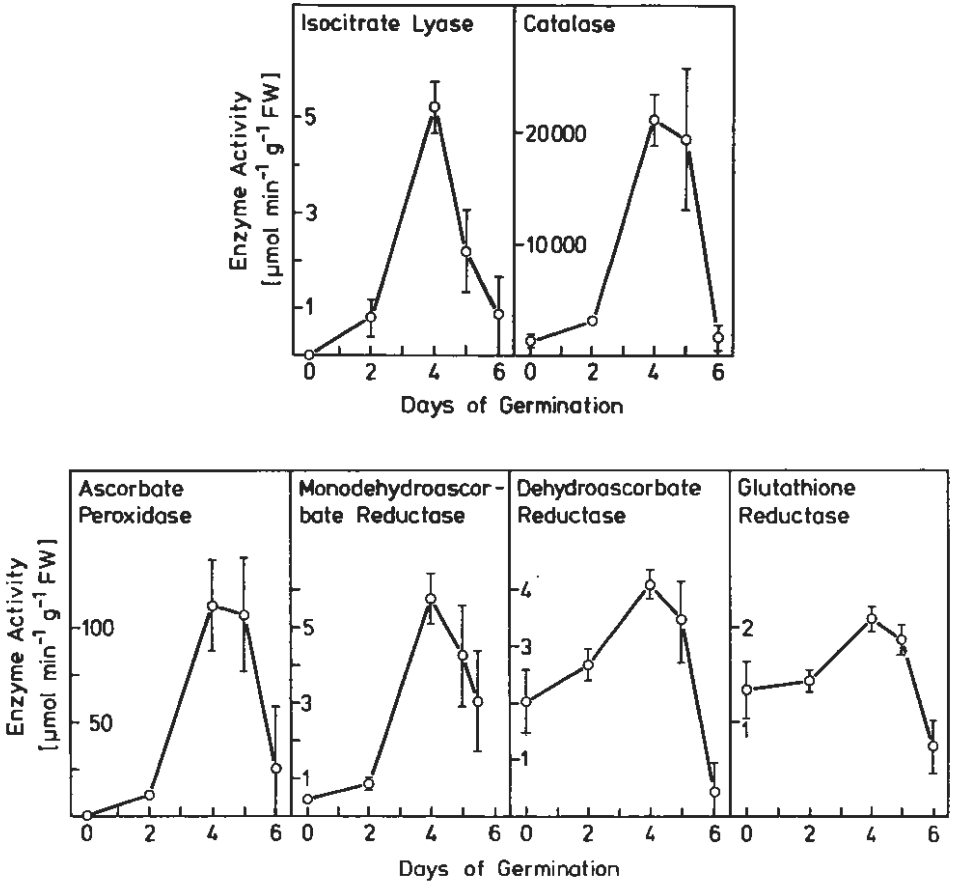 Isocitrate Lyase
Catalase
Enzyme Activity
[µmol min⁻¹ g⁻¹ FW]
5
3
1
20000
10000
0 2 4 6
0 2 4 6
Days of Germination
Ascorbate
Peroxidase
Monodehydroascor-
bate Reductase
Dehydroascorbate
Reductase
Glutathione
Reductase
Enzyme Activity
[µmol min⁻¹ g⁻¹ FW]
100
50
5
3
1
4
3
1
2
1
0 2 4 6
0 2 4 6
0 2 4 6
0 2 4 6
Days of Germination